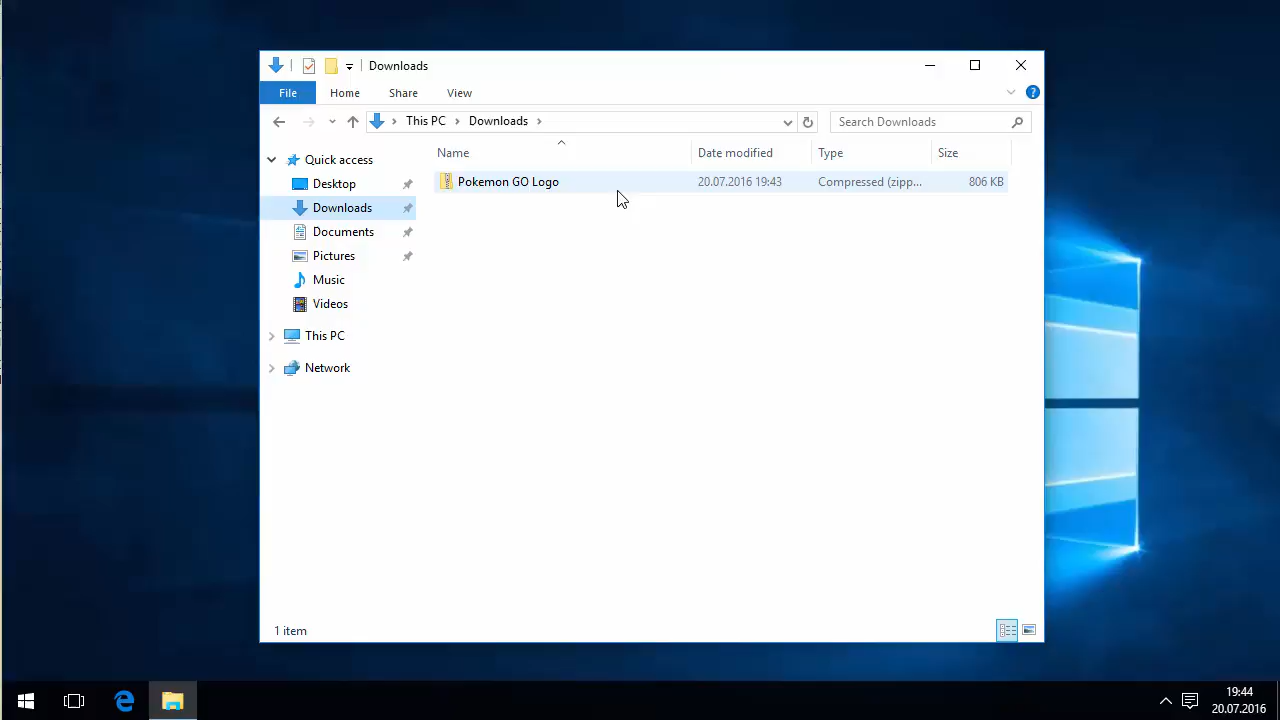 Downloads
File Home Share View
This PC Downloads
Search Downloads
Name Date modified Type Size
Pokemon GO Logo 20.07.2016 19:43 Compressed (zipp... 806 KB
Quick access
Desktop
Downloads
Documents
Pictures
Music
Videos
This PC
Network
1 item
19:44
20.07.2016